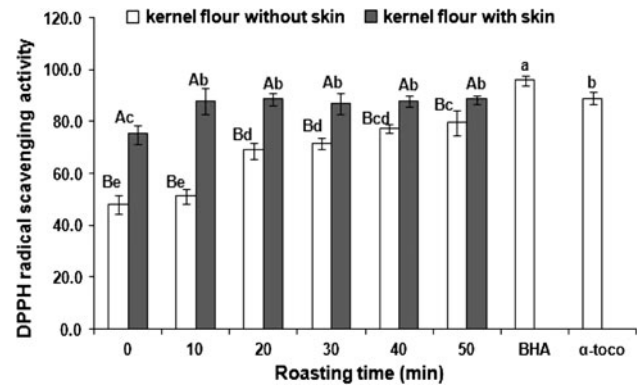 kernel flour without skin kernel flour with skin
DPPH radical scavenging activity
120.0
100.0
80.0
60.0
40.0
20.0
0.0
Be Ac
Be Ab
Bd Ab
Bd Ab
Bcd Ab
Bc Ab
a
b
0 10 20 30 40 50 BHA α-toco
Roasting time (min)